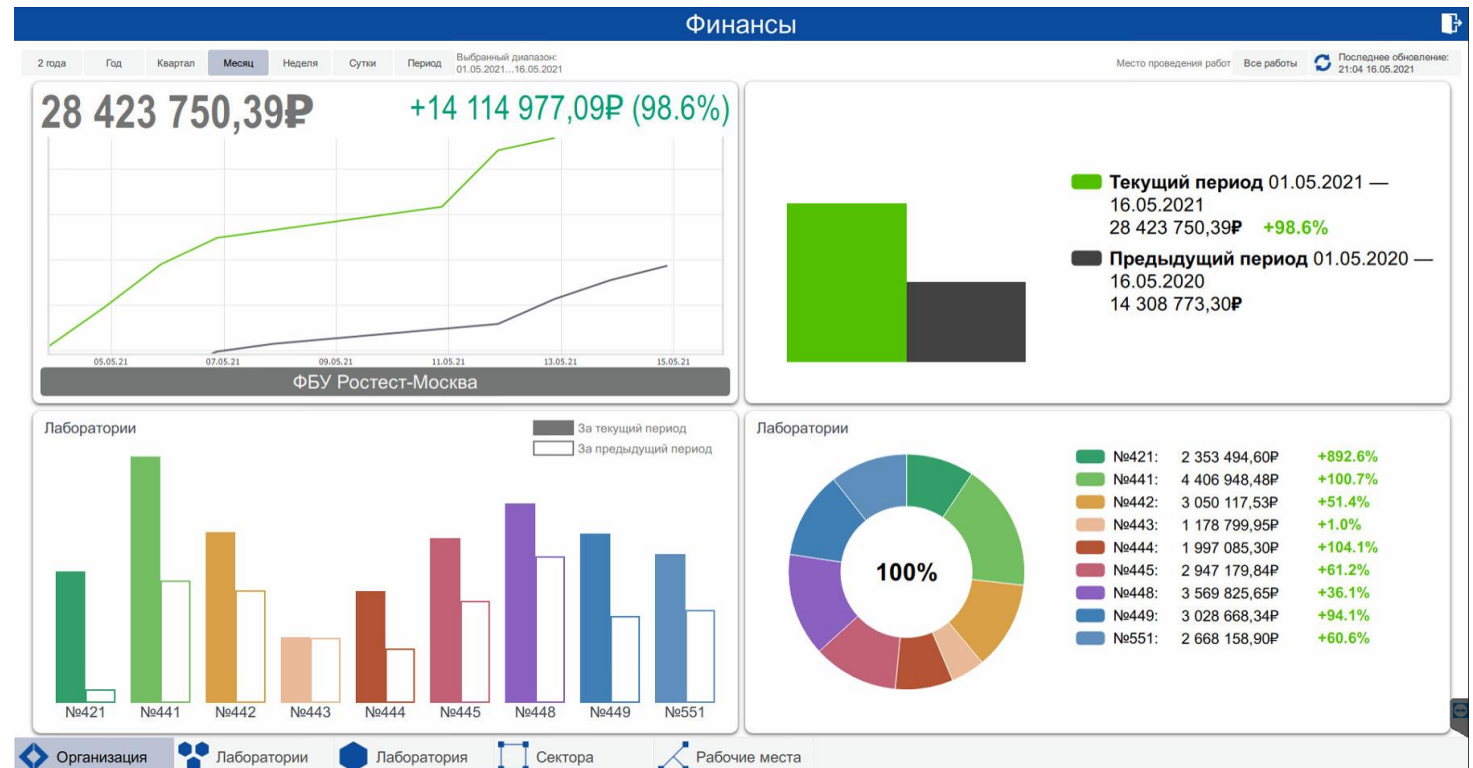 Финансы
2 года Год Квартал Месяц Неделя Сутки Период
Выбранный диапазон:
01.05.2021...16.05.2021
Место проведения работ Все работы
Последнее обновление:
21:04 16.05.2021
28 423 750,39₽ +14 114 977,09₽ (98.6%)
05.05.21 07.05.21 09.05.21 11.05.21 13.05.21 15.05.21
ФБУ Ростест-Москва
Текущий период 01.05.2021 —
16.05.2021
28 423 750,39₽ +98.6%
Предыдущий период 01.05.2020 —
16.05.2020
14 308 773,30₽
Лаборатории
За текущий период
За предыдущий период
№421 №441 №442 №443 №444 №445 №448 №449 №551
Лаборатории
100%
№421: 2 353 494,60₽ +892.6%
№441: 4 406 948,48₽ +100.7%
№442: 3 050 117,53₽ +51.4%
№443: 1 178 799,95₽ +1.0%
№444: 1 997 085,30₽ +104.1%
№445: 2 947 179,84₽ +61.2%
№448: 3 569 825,65₽ +36.1%
№449: 3 028 668,34₽ +94.1%
№551: 2 668 158,90₽ +60.6%
Организация Лаборатории Лаборатория Сектора Рабочие места